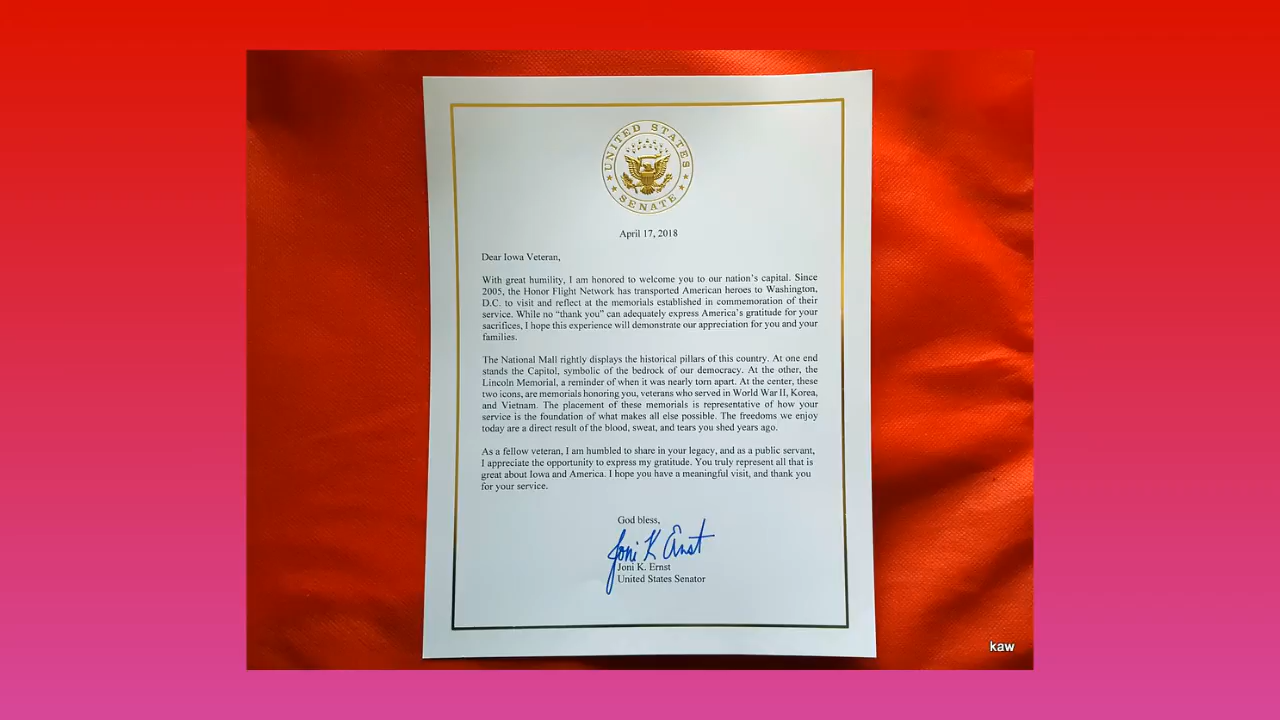 UNITED STATES
SENATE
April 17, 2018
Dear Iowa Veteran,
With great humility, I am honored to welcome you to our nation's capital. Since
2005, the Honor Flight Network has transported American heroes to Washington,
D.C. to visit and reflect at the memorials established in commemoration of their
service. While no "thank you" can adequately express America's gratitude for your
sacrifices, I hope this experience will demonstrate our appreciation for you and your
families.
The National Mall rightly displays the historical pillars of this country. At one end
stands the Capitol, symbolic of the bedrock of our democracy. At the other, the
Lincoln Memorial, a reminder of when it was nearly torn apart. At the center, these
two icons, are memorials honoring you, veterans who served in World War II, Korea,
and Vietnam. The placement of these memorials is representative of how your
service is the foundation of what makes all else possible. The freedoms we enjoy
today are a direct result of the blood, sweat, and tears you shed years ago.
As a fellow veteran, I am humbled to share in your legacy, and as a public servant,
I appreciate the opportunity to express my gratitude. You truly represent all that is
great about Iowa and America. I hope you have a meaningful visit, and thank you
for your service.
God bless,
Joni K Ernst
Joni K. Ernst
United States Senator
kaw